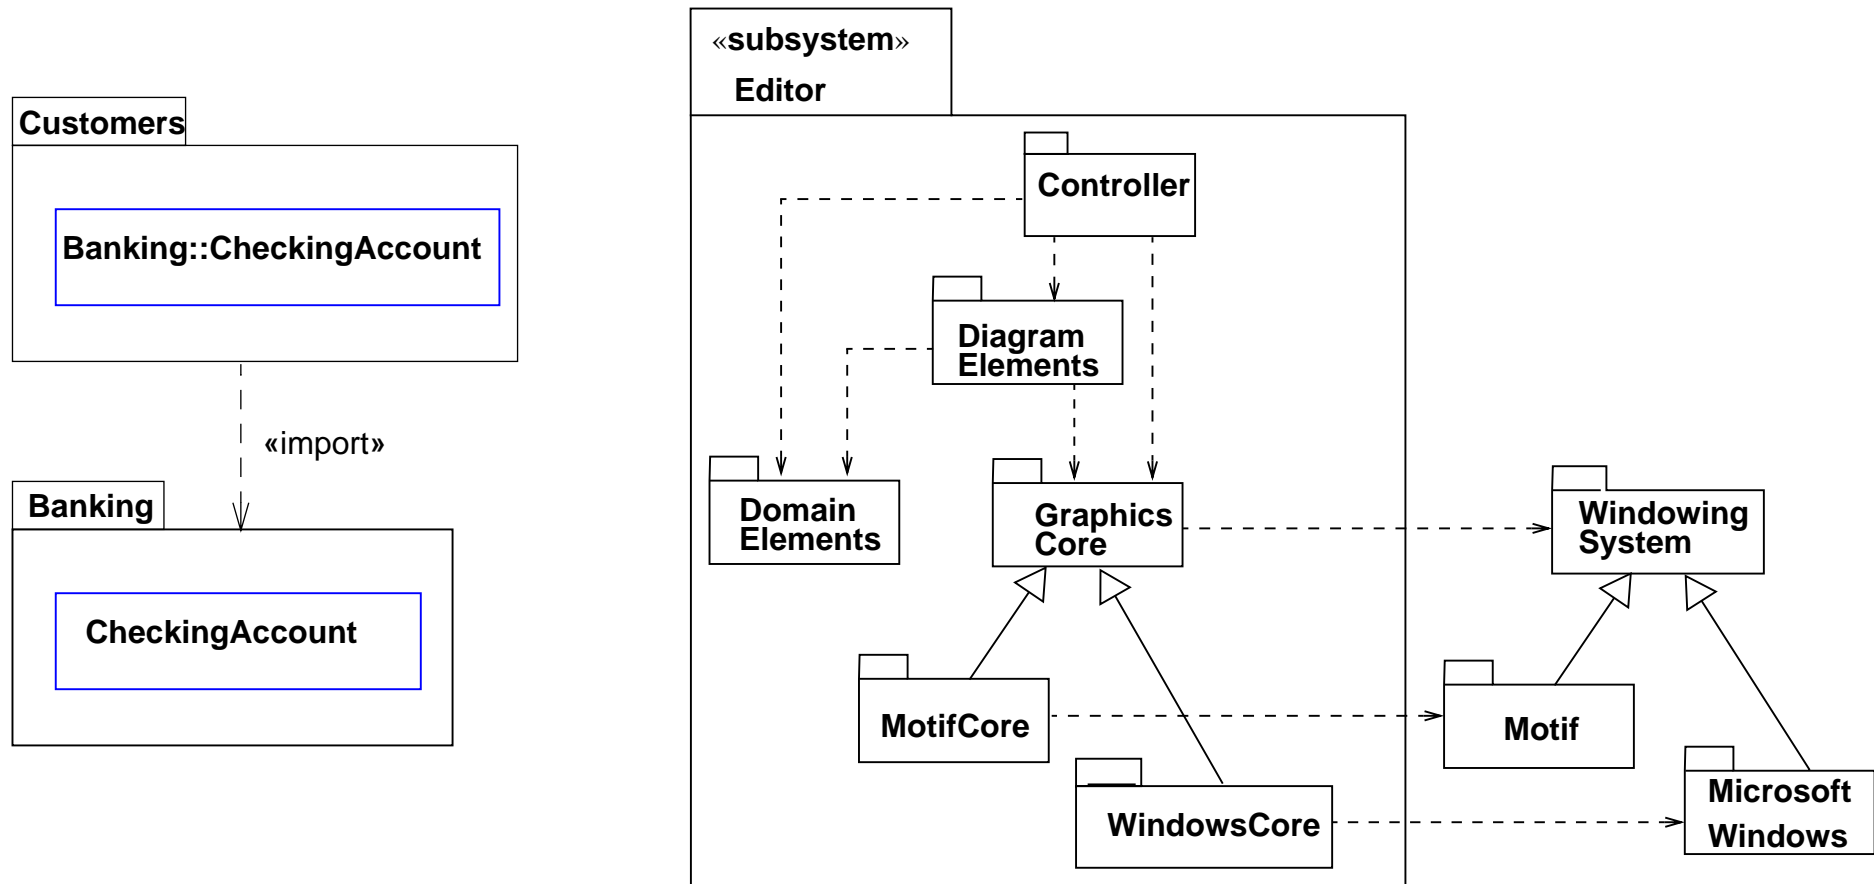 Customers
Banking::CheckingAccount
«import»
Banking
CheckingAccount
«subsystem»
Editor
Controller
Diagram
Elements
Domain
Elements
Graphics
Core
Windowing
System
MotifCore
Motif
WindowsCore
Microsoft
Windows